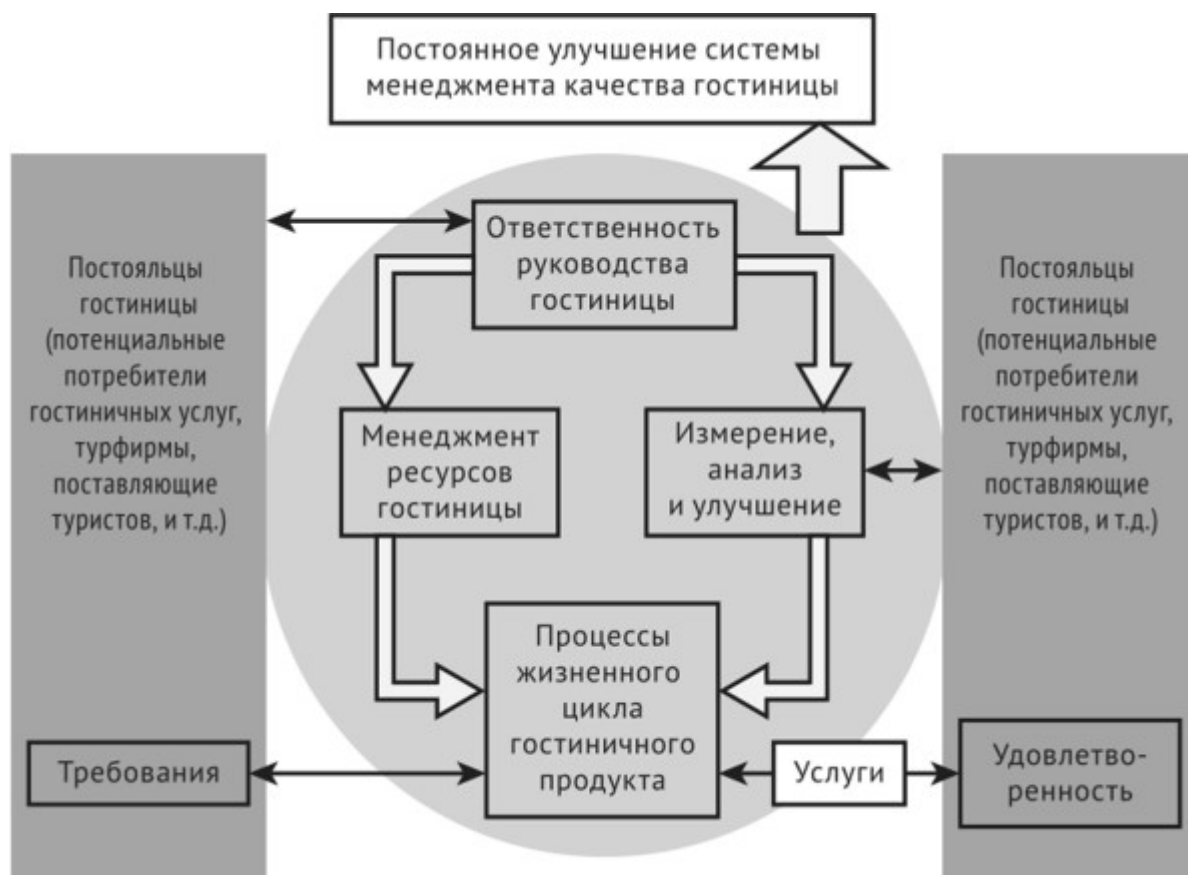 Постоянное улучшение системы
менеджмента качества гостиницы
Постояльцы
гостиницы
(потенциальные
потребители
гостиничных услуг,
турфирмы,
поставляющие
туристов, и т.д.)
Требования
Ответственность
руководства
гостиницы
Менеджмент
ресурсов
гостиницы
Измерение,
анализ
и улучшение
Процессы
жизненного
цикла
гостиничного
продукта
Услуги
Постояльцы
гостиницы
(потенциальные
потребители
гостиничных услуг,
турфирмы,
поставляющие
туристов, и т.д.)
Удовлетво-
ренность